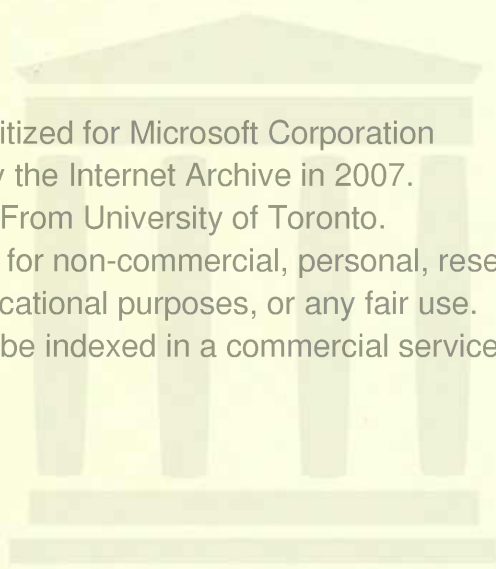 itized for Microsoft Corporation
the Internet Archive in 2007.
From University of Toronto.
for non-commercial, personal, rese
cational purposes, or any fair use.
be indexed in a commercial service